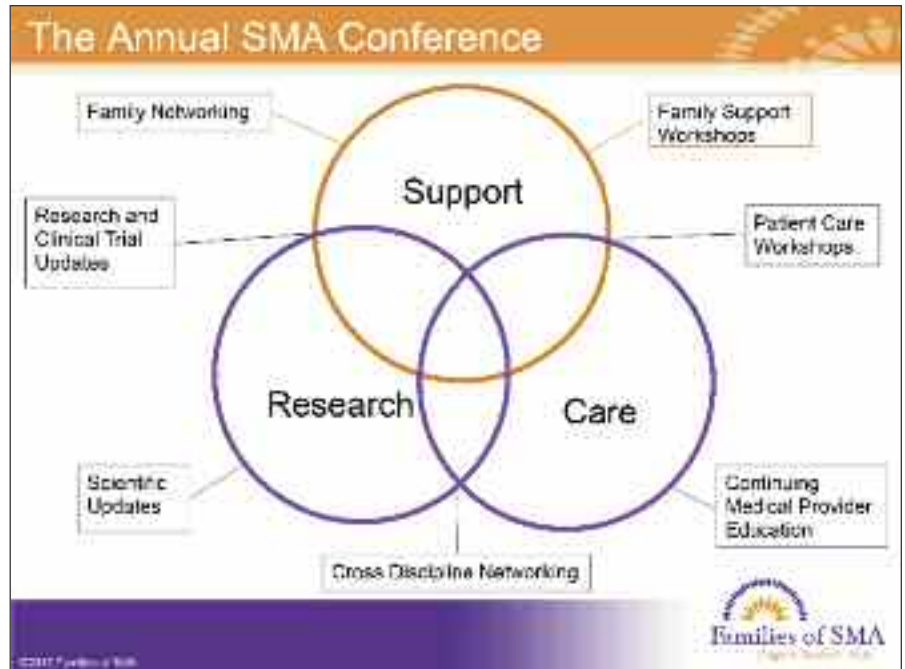 The Annual SMA Conference
Family Networking
Family Support
Workshops
Support
Research and
Clinical Trial
Updates
Patient Care
Workshops
Research
Care
Scientific
Updates
Continuing
Medical Provider
Education
Cross Discipline Networking
Families of SMA